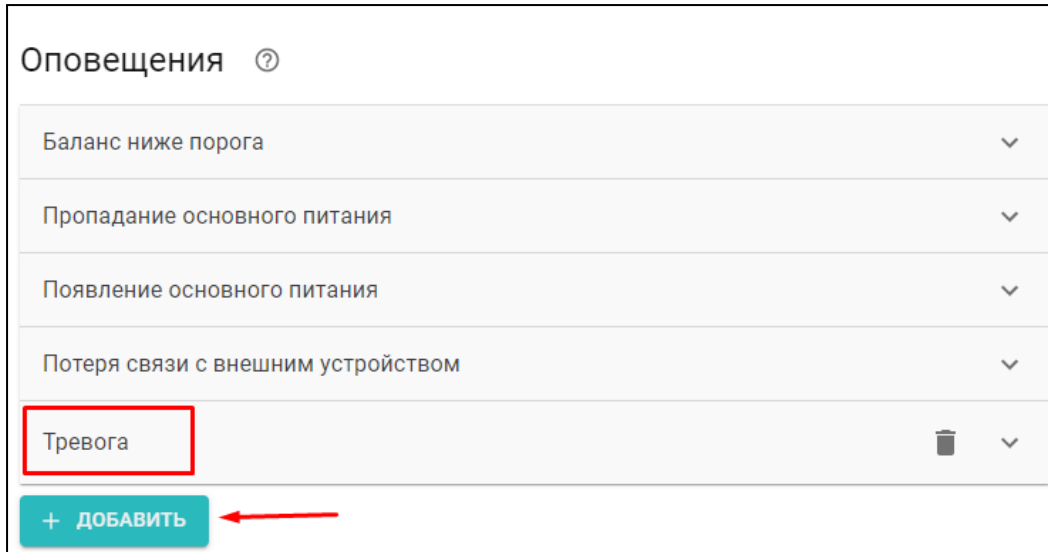 Оповещения
Баланс ниже порога
Пропадание основного питания
Появление основного питания
Потеря связи с внешним устройством
Тревога
+ ДОБАВИТЬ